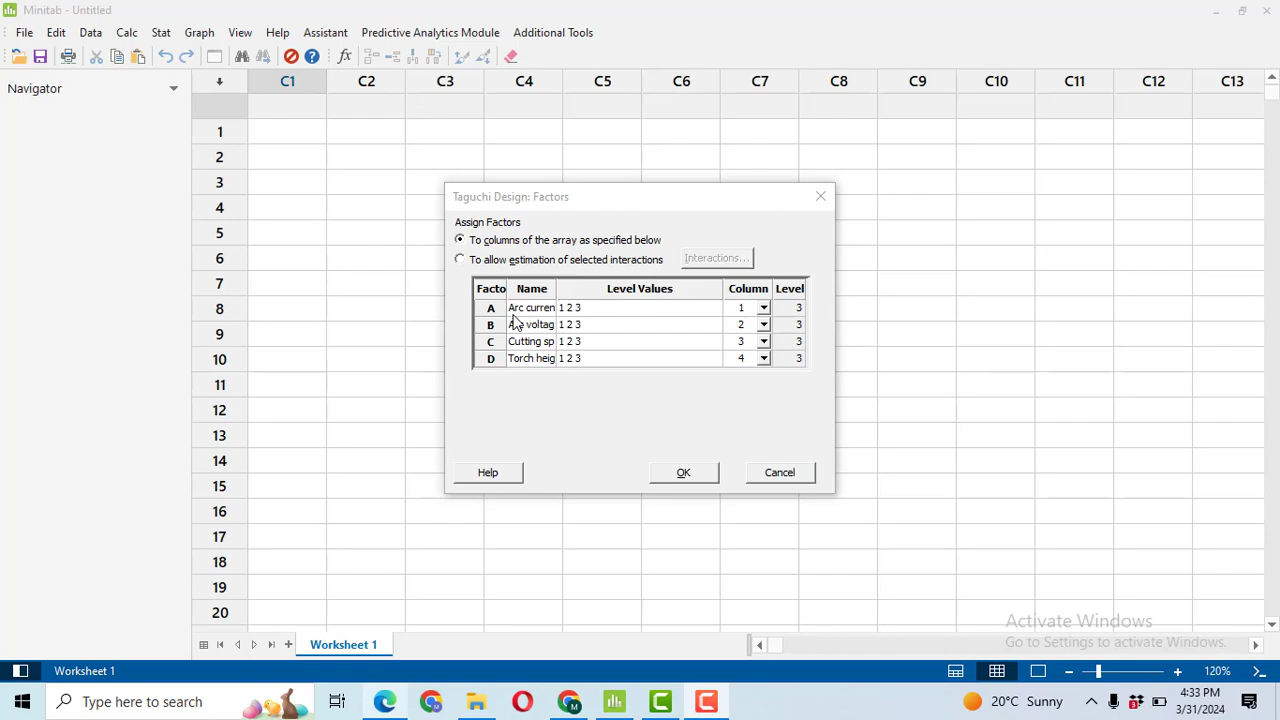 Minitab - Untitled
File Edit Data Calc Stat Graph View Help Assistant Predictive Analytics Module Additional Tools
Navigator
C1 C2 C3 C4 C5 C6 C7 C8 C9 C10 C11 C12 C13
1
2
3
4
5
6
7
8
9
10
11
12
13
14
15
16
17
18
19
20
Taguchi Design: Factors
Assign Factors
To columns of the array as specified below
To allow estimation of selected interactions Interactions...
Facto Name Level Values Column Level
A Arc curren 1 2 3 1 3
B Arc voltag 1 2 3 2 3
C Cutting sp 1 2 3 3 3
D Torch heig 1 2 3 4 3
Help OK Cancel
Activate Windows
Go to Settings to activate Windows.
Worksheet 1
Worksheet 1 120%
Type here to search 20°C Sunny 4:33 PM
3/31/2024